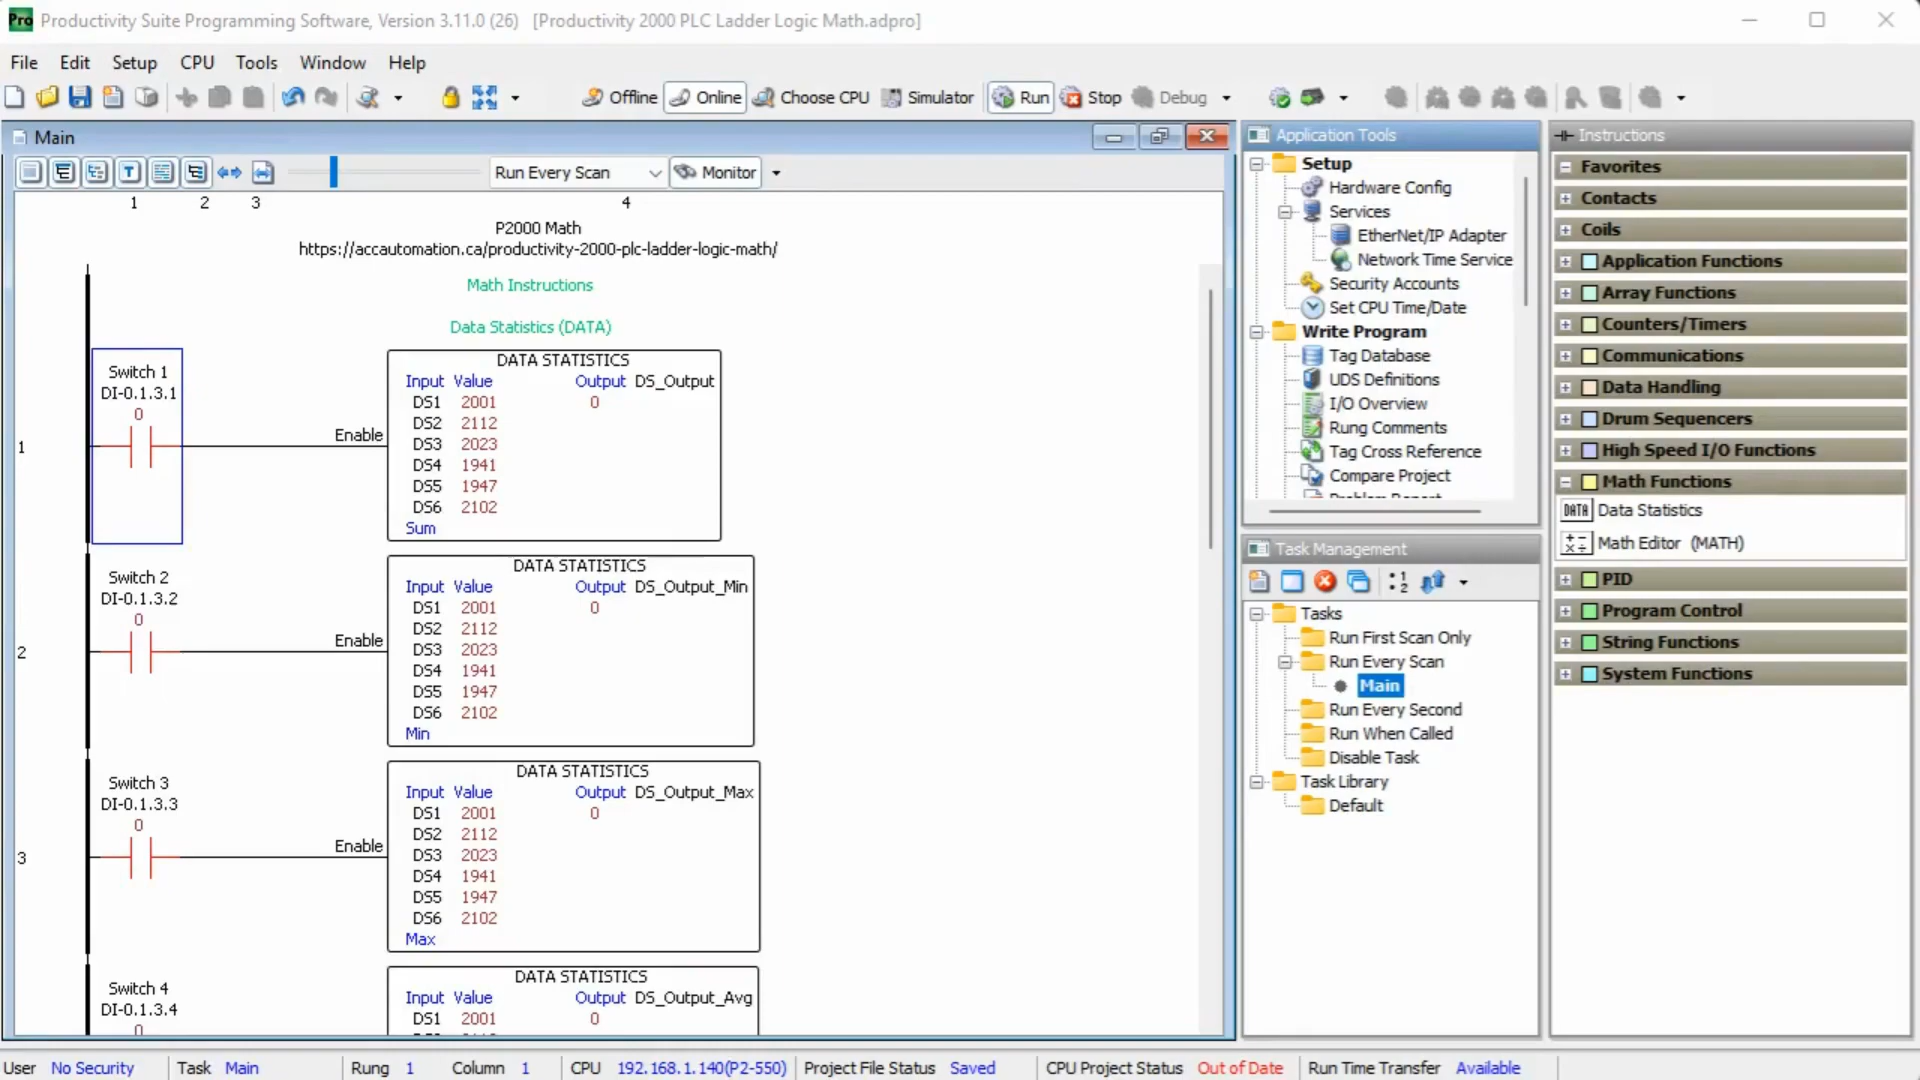 Pro Productivity Suite Programming Software, Version 3.11.0 (26) [Productivity 2000 PLC Ladder Logic Math.adpro]
File Edit Setup CPU Tools Window Help
Offline Online Choose CPU Simulator Run Stop Debug
Main
T Run Every Scan Monitor
1 2 3 4
P2000 Math
https://accautomation.ca/productivity-2000-plc-ladder-logic-math/
Math Instructions
Data Statistics (DATA)
1
Switch 1
DI-0.1.3.1
0
Enable
DATA STATISTICS
Input Value Output DS_Output
DS1 2001 0
DS2 2112
DS3 2023
DS4 1941
DS5 1947
DS6 2102
Sum
2
Switch 2
DI-0.1.3.2
0
Enable
DATA STATISTICS
Input Value Output DS_Output_Min
DS1 2001 0
DS2 2112
DS3 2023
DS4 1941
DS5 1947
DS6 2102
Min
3
Switch 3
DI-0.1.3.3
0
Enable
DATA STATISTICS
Input Value Output DS_Output_Max
DS1 2001 0
DS2 2112
DS3 2023
DS4 1941
DS5 1947
DS6 2102
Max
Switch 4
DI-0.1.3.4
0
DATA STATISTICS
Input Value Output DS_Output_Avg
DS1 2001 0
Application Tools
Setup
Hardware Config
Services
EtherNet/IP Adapter
Network Time Service
Security Accounts
Set CPU Time/Date
Write Program
Tag Database
UDS Definitions
I/O Overview
Rung Comments
Tag Cross Reference
Compare Project
Task Management
Tasks
Run First Scan Only
Run Every Scan
Main
Run Every Second
Run When Called
Disable Task
Task Library
Default
Instructions
Favorites
Contacts
Coils
Application Functions
Array Functions
Counters/Timers
Communications
Data Handling
Drum Sequencers
High Speed I/O Functions
Math Functions
DATA Data Statistics
Math Editor (MATH)
PID
Program Control
String Functions
System Functions
User No Security Task Main Rung 1 Column 1 CPU 192.168.1.140(P2-550) Project File Status Saved CPU Project Status Out of Date Run Time Transfer Available